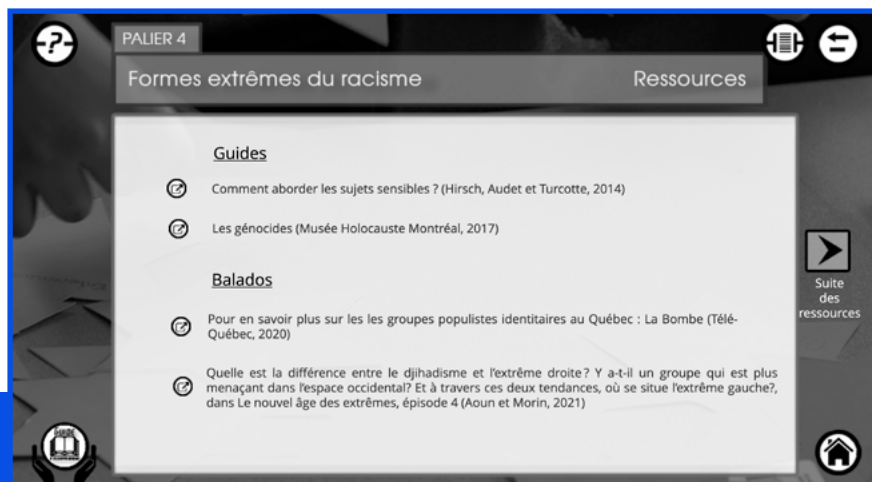 PALIER 4
Formes extrêmes du racisme Ressources
Guides
Comment aborder les sujets sensibles ? (Hirsch, Audet et Turcotte, 2014)
Les génocides (Musée Holocauste Montréal, 2017)
Balados
Pour en savoir plus sur les les groupes populistes identitaires au Québec : La Bombe (Télé-
Québec, 2020)
Quelle est la différence entre le djihadisme et l'extrême droite? Y a-t-il un groupe qui est plus
menaçant dans l'espace occidental? Et à travers ces deux tendances, où se situe l'extrême gauche?,
dans Le nouvel âge des extrêmes, épisode 4 (Aoun et Morin, 2021)
Suite
des
ressources